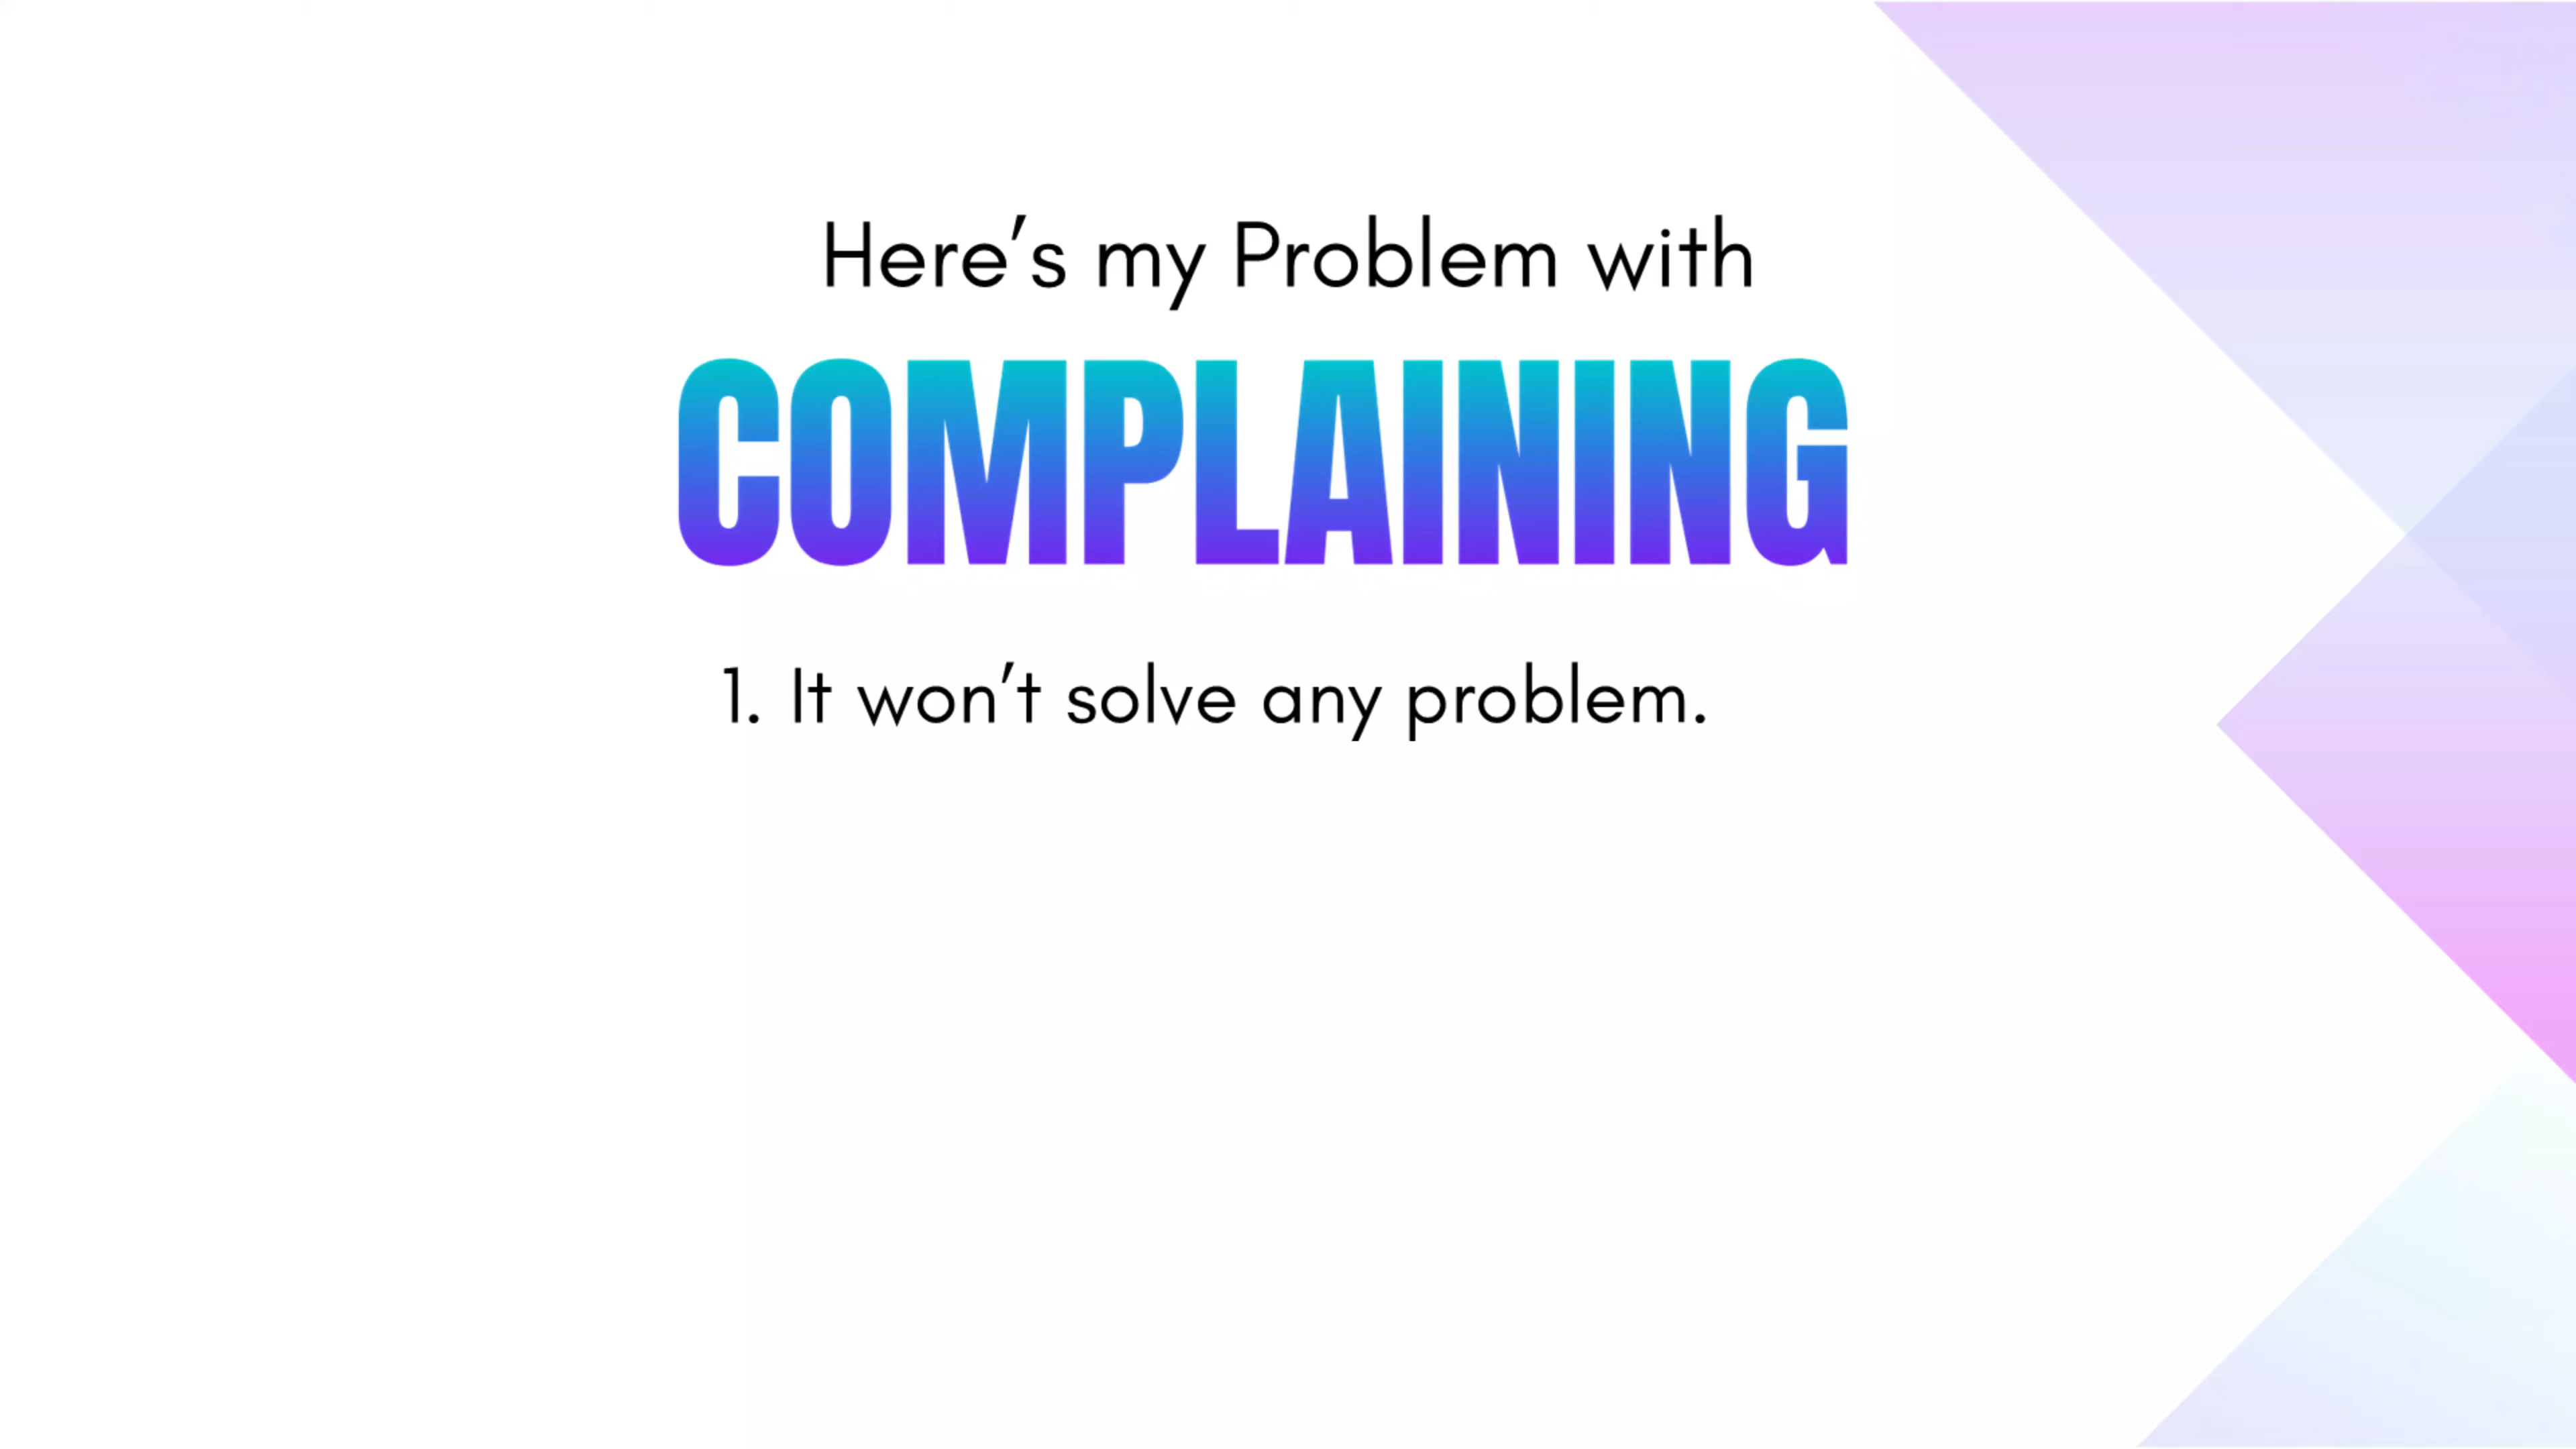 Here’s my Problem with
COMPLAINING
1. It won’t solve any problem.